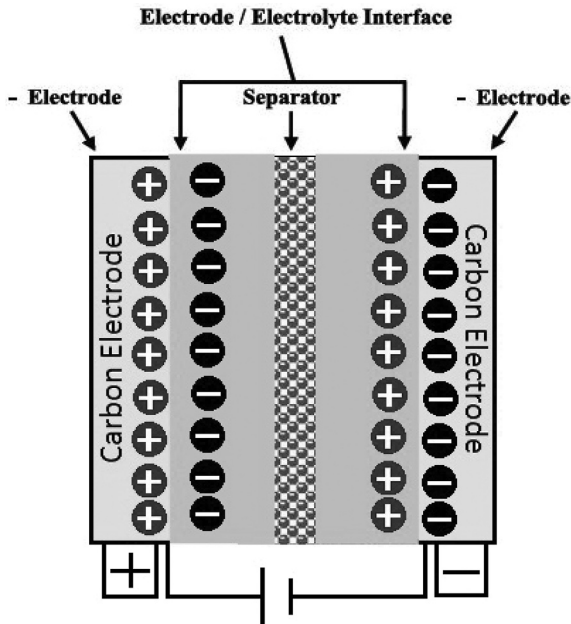 Electrode / Electrolyte Interface
- Electrode
Separator
- Electrode
Carbon Electrode
Carbon Electrode
+
−